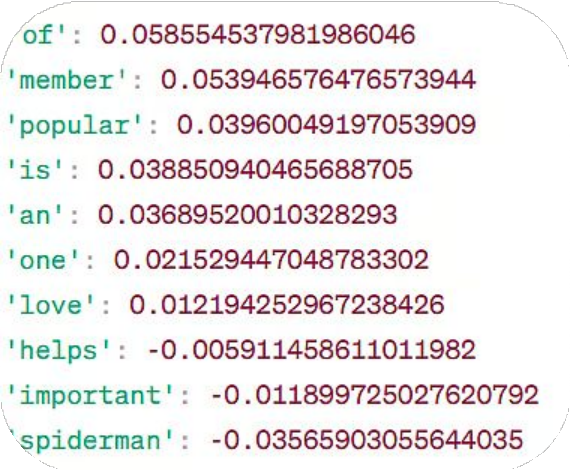 of': 0.058554537981986046
'member': 0.053946576476573944
'popular': 0.03960049197053909
'is': 0.038850940465688705
'an': 0.03689520010328293
'one': 0.021529447048783302
'love': 0.012194252967238426
'helps': -0.005911458611011982
'important': -0.011899725027620792
spiderman': -0.03565903055644035